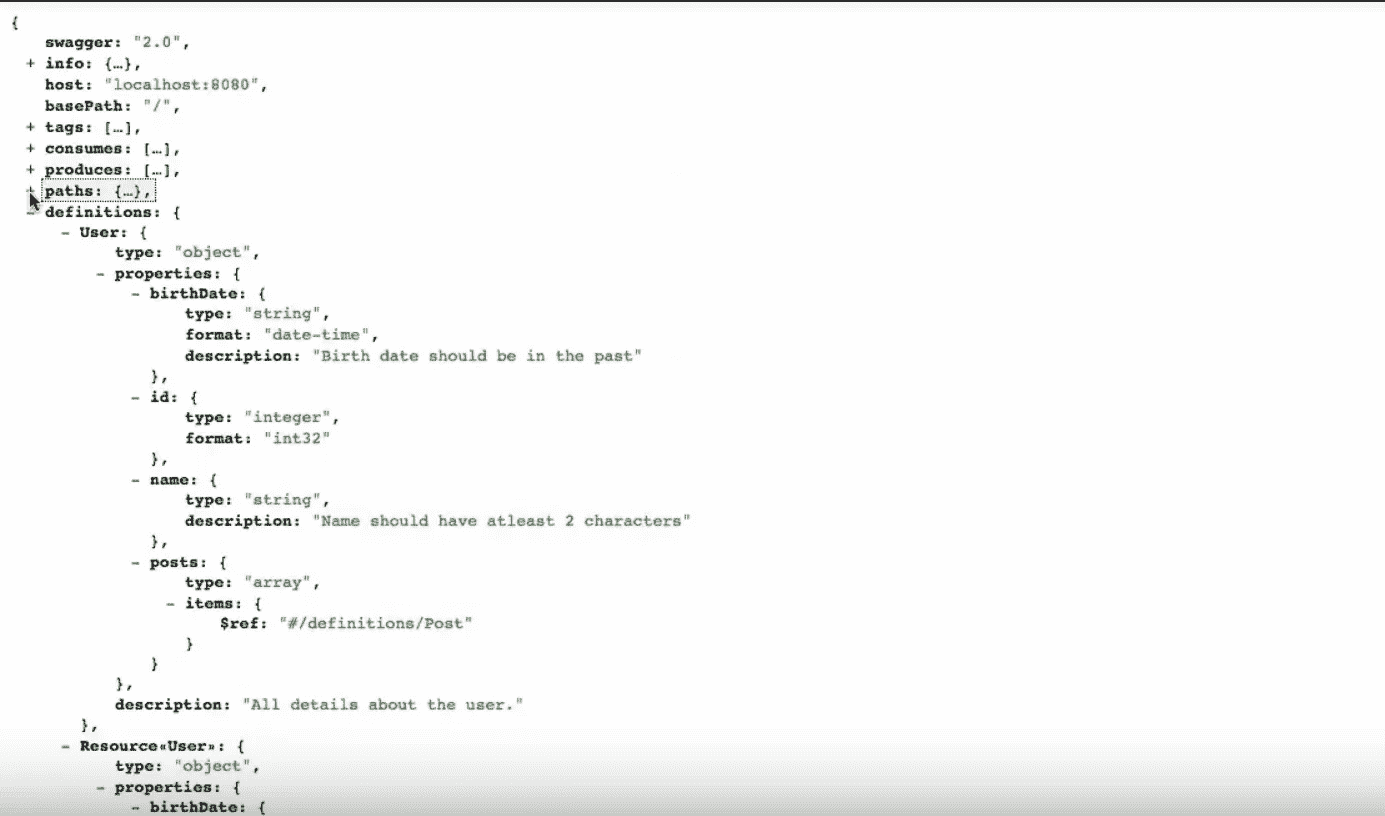 {
swagger: "2.0",
+ info: {…},
host: "localhost:8080",
basePath: "/",
+ tags: […],
+ consumes: […],
+ produces: […],
+ paths: {…},
- definitions: {
- User: {
type: "object",
- properties: {
- birthDate: {
type: "string",
format: "date-time",
description: "Birth date should be in the past"
},
- id: {
type: "integer",
format: "int32"
},
- name: {
type: "string",
description: "Name should have atleast 2 characters"
},
- posts: {
type: "array",
- items: {
$ref: "#/definitions/Post"
}
}
},
description: "All details about the user."
},
- Resource«User»: {
type: "object",
- properties: {
- birthDate: {